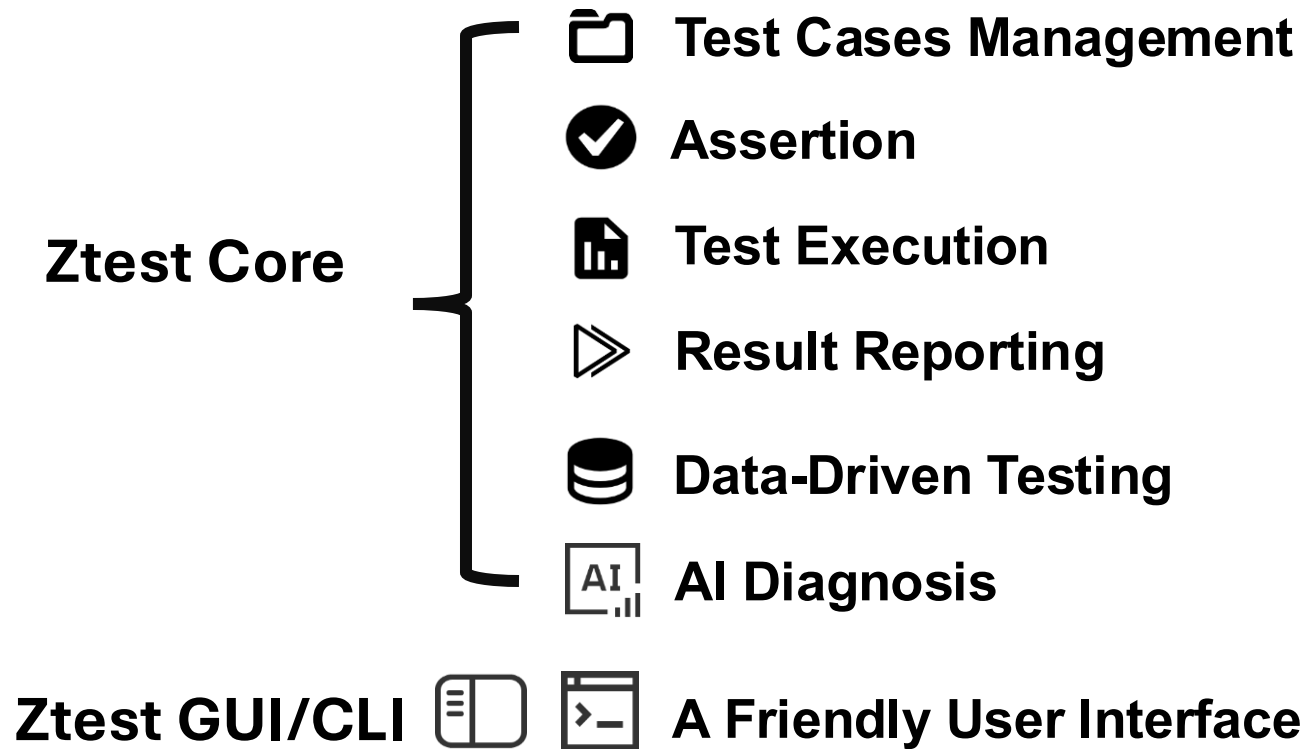 Test Cases Management
Assertion
Ztest Core
Test Execution
Result Reporting
Data-Driven Testing
AI
AI Diagnosis
Ztest GUI/CLI
A Friendly User Interface